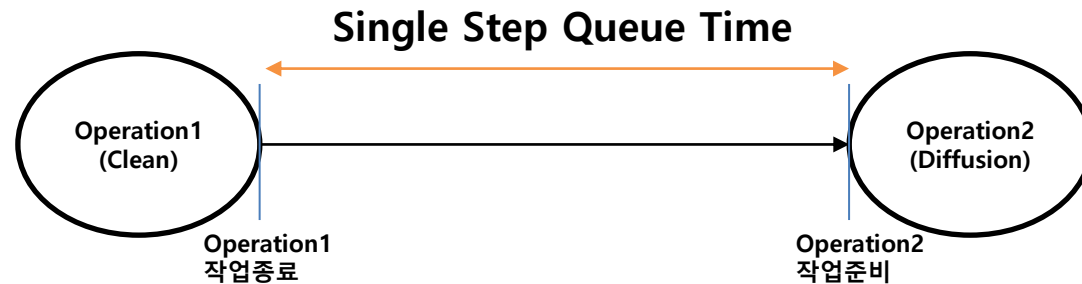 Single Step Queue Time
Operation1
(Clean)
Operation2
(Diffusion)
Operation1
작업종료
Operation2
작업준비